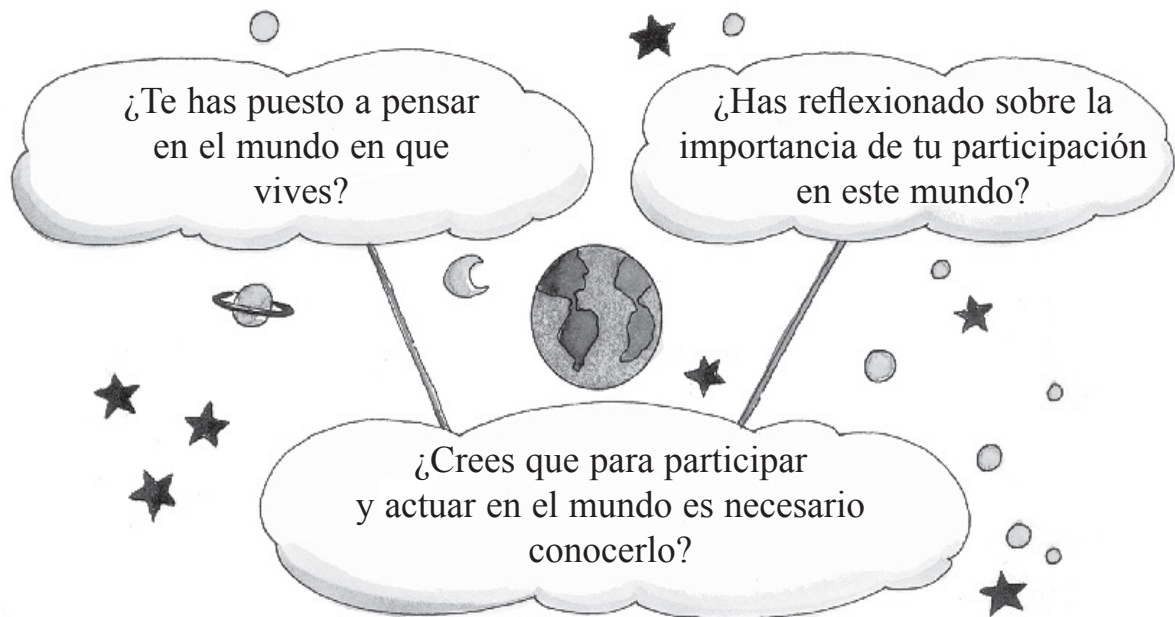 ¿Te has puesto a pensar
en el mundo en que
vives?
¿Has reflexionado sobre la
importancia de tu participación
en este mundo?
¿Crees que para participar
y actuar en el mundo es necesario
conocerlo?